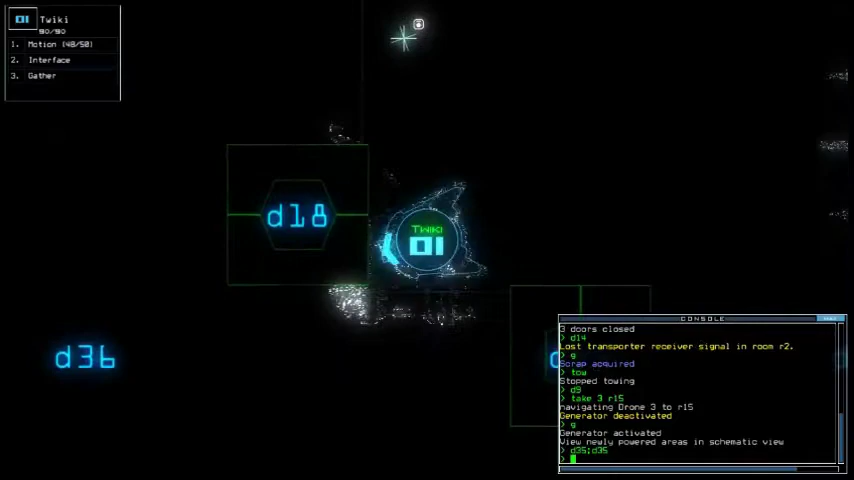 01 Twiki
90/90
1. Motion (48/50)
2. Interface
3. Gather
d18
TWIKI
01
d36
d
CONSOLE
3 doors closed
> d14
Lost transporter receiver signal in room r2.
> g
Scrap acquired
> tow
Stopped towing
> d9
> take 3 r15
navigating Drone 3 to r15
Generator deactivated
> g
Generator activated
View newly powered areas in schematic view
> d35;d35
>